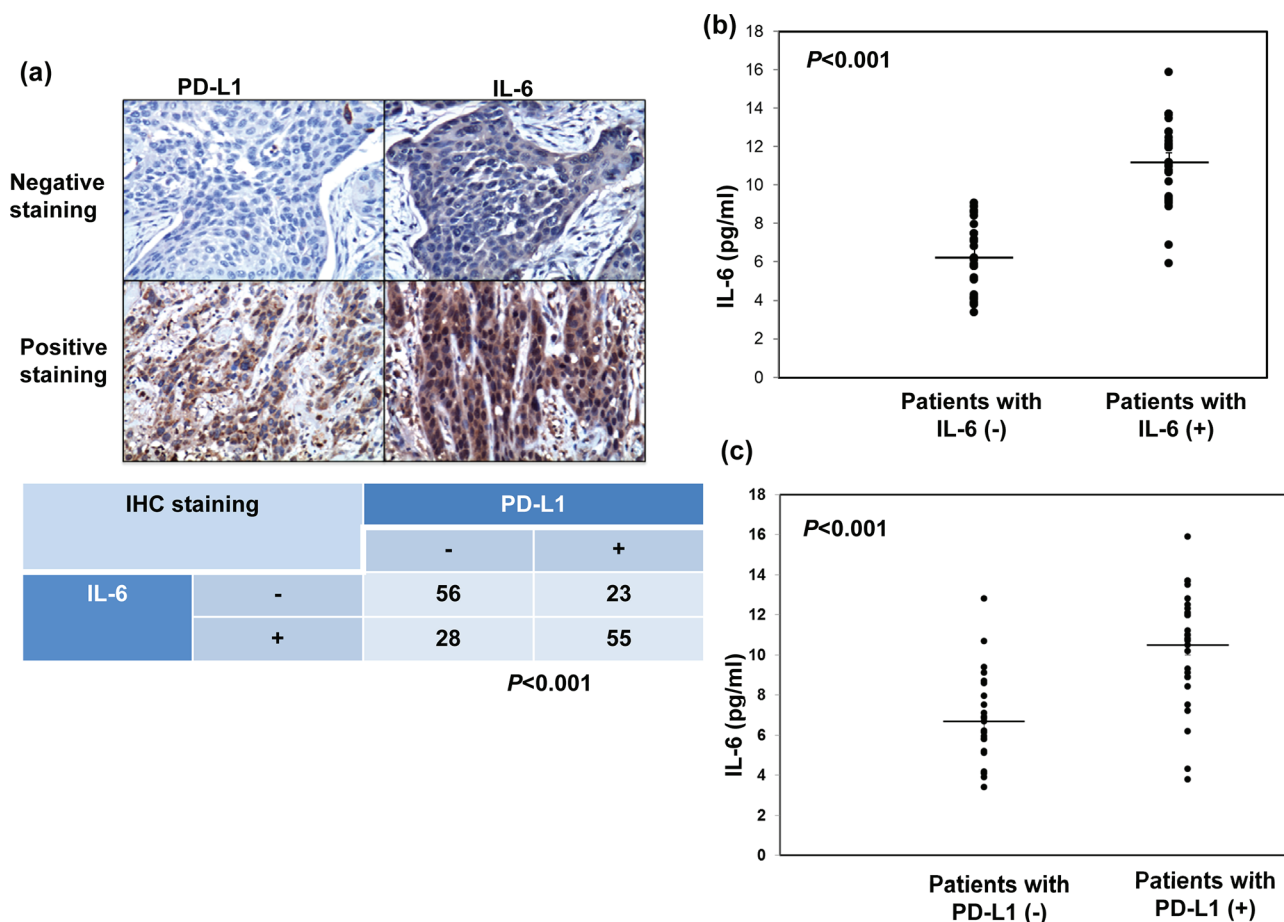 (a)
PD-L1 IL-6
Negative
staining
Positive
staining
IHC staining PD-L1
- +
IL-6 - 56 23
+ 28 55
P<0.001
(b)
P<0.001
18
16
14
12
10
8
6
4
2
0
IL-6 (pg/ml)
Patients with
IL-6 (-)
Patients with
IL-6 (+)
(c)
P<0.001
18
16
14
12
10
8
6
4
2
0
IL-6 (pg/ml)
Patients with
PD-L1 (-)
Patients with
PD-L1 (+)